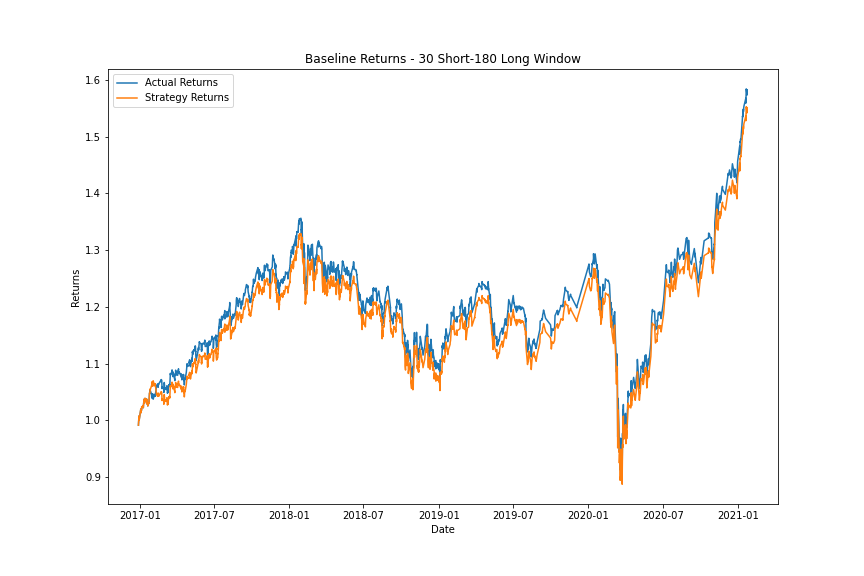 Baseline Returns - 30 Short-180 Long Window
Actual Returns
Strategy Returns
Returns
1.6
1.5
1.4
1.3
1.2
1.1
1.0
0.9
2017-01 2017-07 2018-01 2018-07 2019-01 2019-07 2020-01 2020-07 2021-01
Date